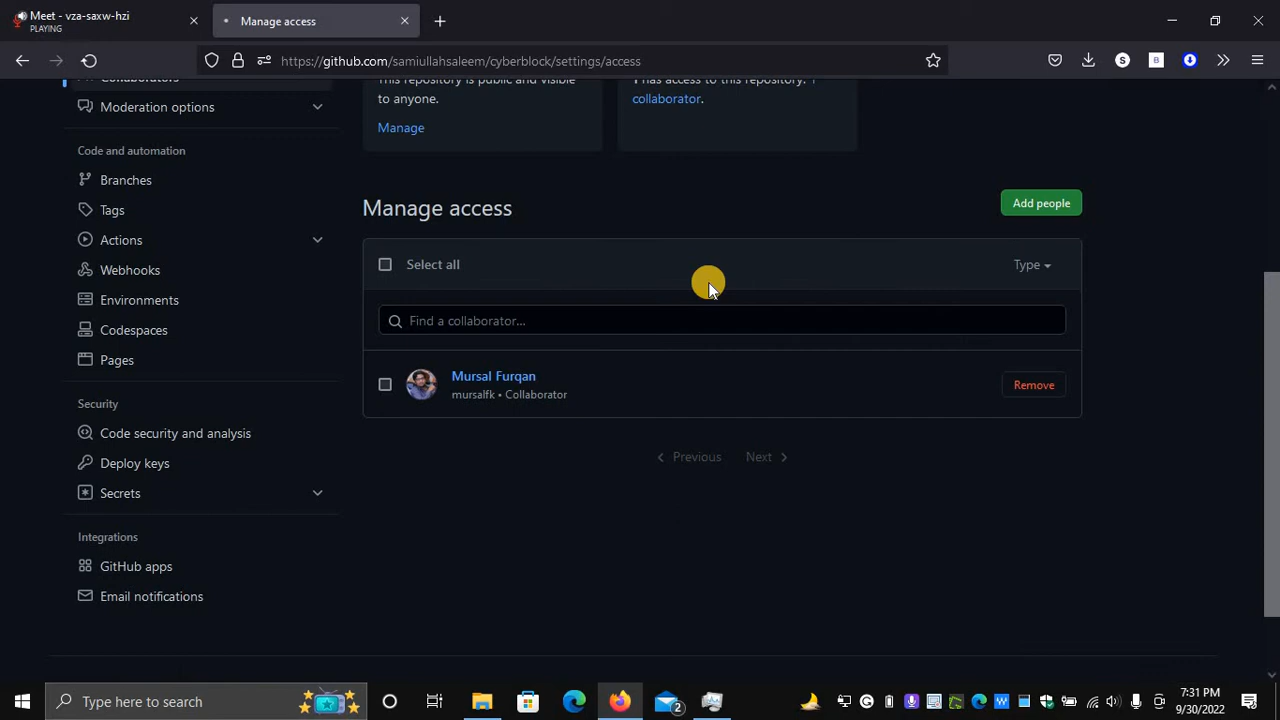 Meet - vza-saxw-hzi
PLAYING
Manage access
https://github.com/samiullahsaleem/cyberblock/settings/access
Collaborators
Moderation options
Code and automation
Branches
Tags
Actions
Webhooks
Environments
Codespaces
Pages
Security
Code security and analysis
Deploy keys
Secrets
Integrations
GitHub apps
Email notifications
This repository is public and visible
to anyone.
Manage
1 has access to this repository. 1
collaborator.
Manage access
Add people
Select all
Type
Find a collaborator...
Mursal Furqan
mursalfk • Collaborator
Remove
Previous
Next
Type here to search
2
7:31 PM
9/30/2022